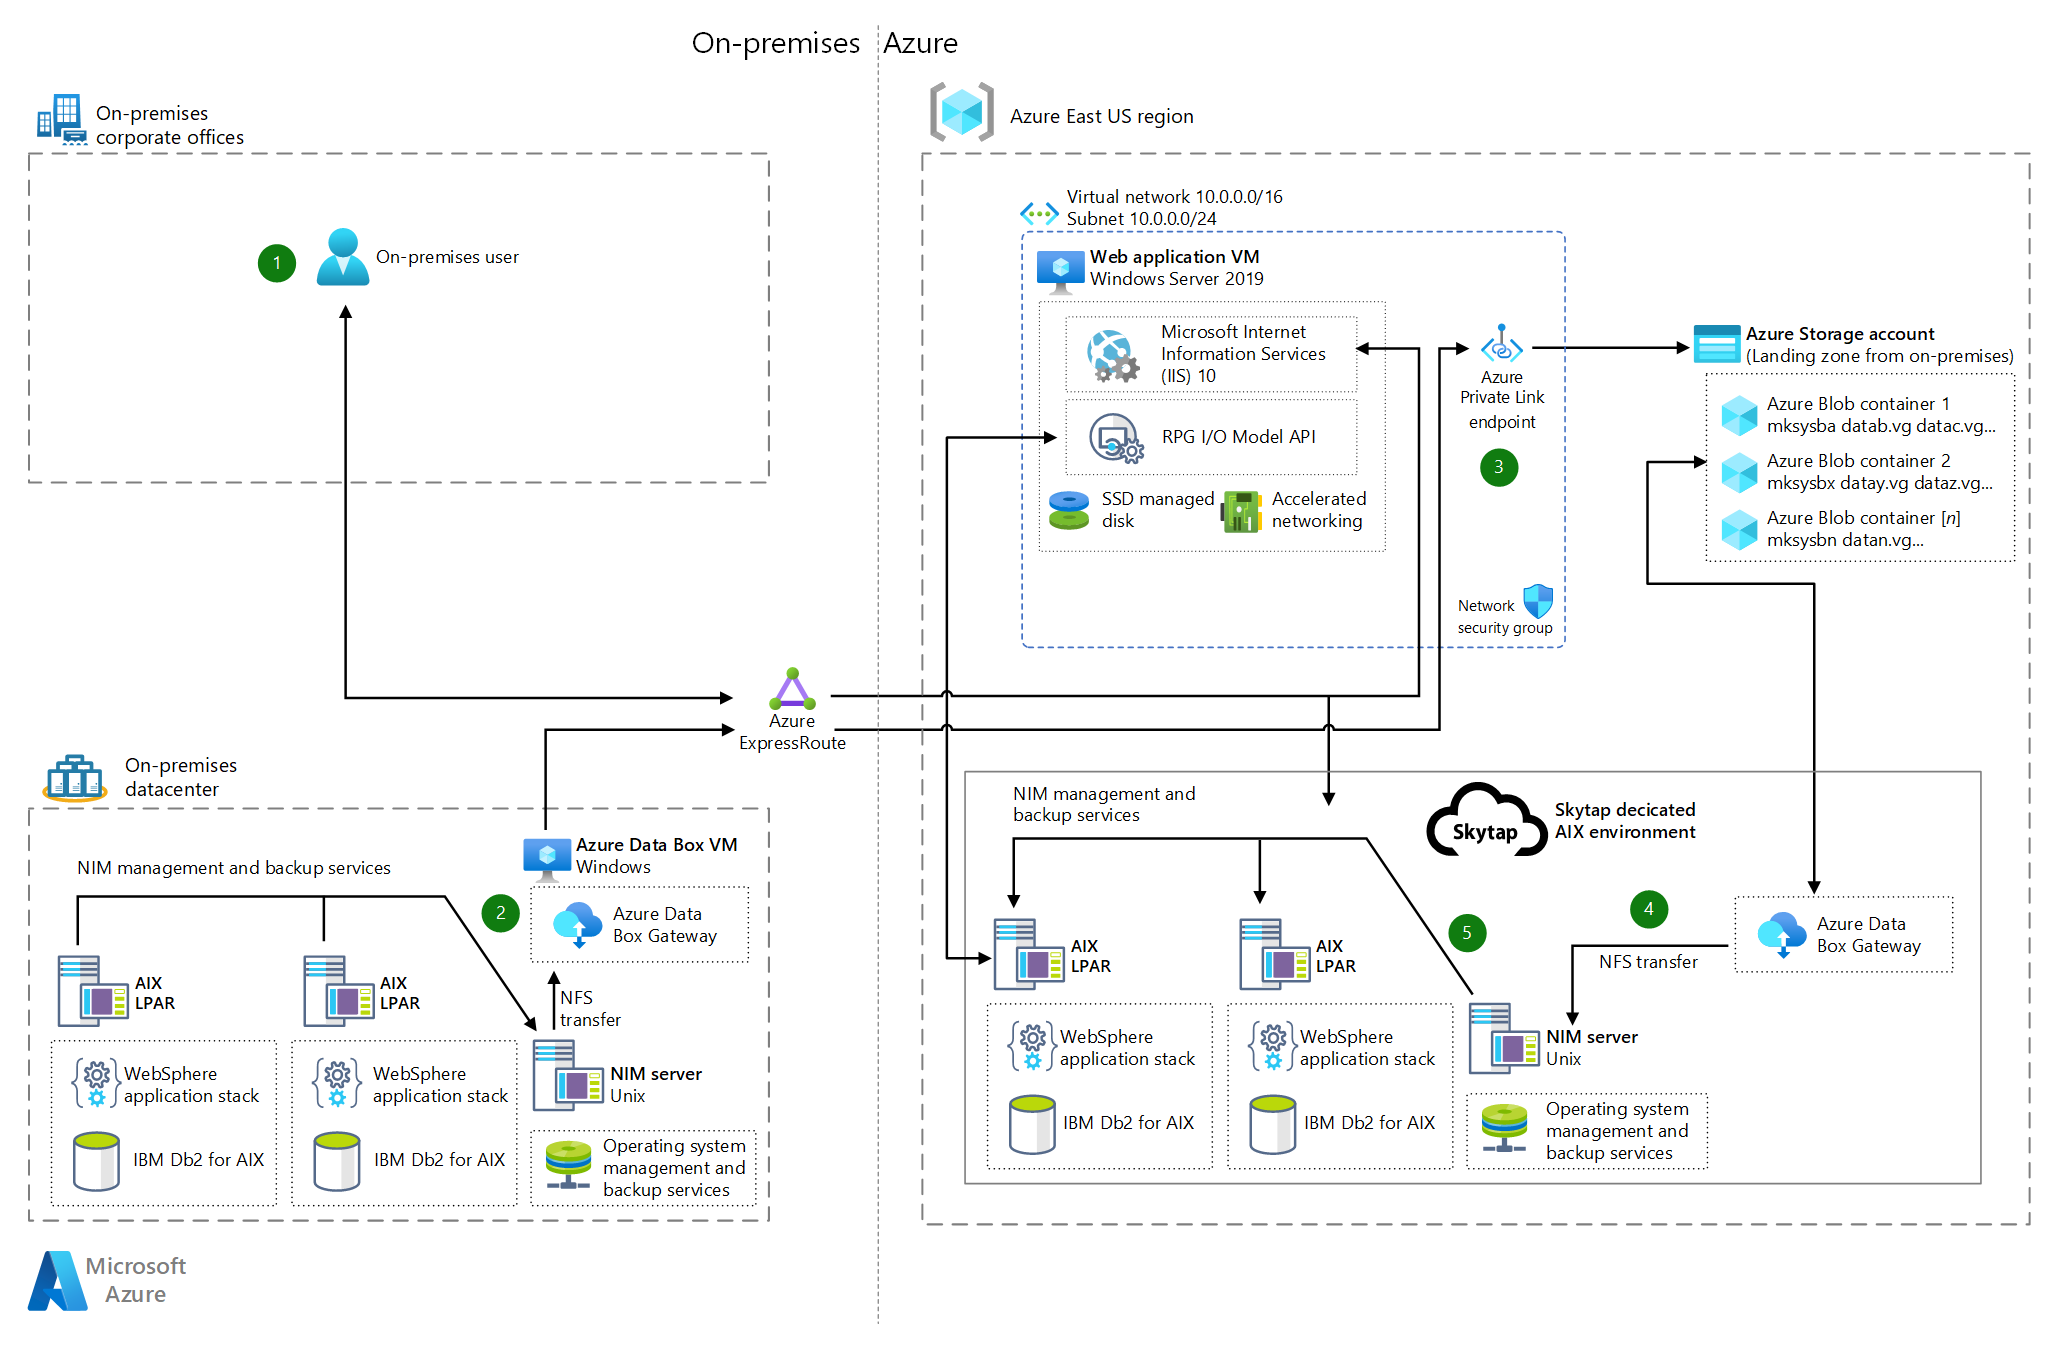 On-premises
Azure
On-premises
corporate offices
1
On-premises user
Azure East US region
Virtual network 10.0.0.0/16
Subnet 10.0.0.0/24
Web application VM
Windows Server 2019
Microsoft Internet
Information Services
(IIS) 10
RPG I/O Model API
SSD managed
disk
Accelerated
networking
Azure
Private Link
endpoint
3
Network
security group
Azure Storage account
(Landing zone from on-premises)
Azure Blob container 1
mksysba datab.vg datac.vg...
Azure Blob container 2
mksysbx datay.vg dataz.vg...
Azure Blob container [n]
mksysbn datan.vg...
Azure
ExpressRoute
On-premises
datacenter
NIM management and backup services
2
Azure Data Box VM
Windows
Azure Data
Box Gateway
NFS
transfer
AIX
LPAR
AIX
LPAR
WebSphere
application stack
IBM Db2 for AIX
WebSphere
application stack
IBM Db2 for AIX
NIM server
Unix
Operating system
management and
backup services
NIM management and
backup services
Skytap
Skytap decicated
AIX environment
AIX
LPAR
AIX
LPAR
5
4
Azure Data
Box Gateway
NFS transfer
WebSphere
application stack
IBM Db2 for AIX
WebSphere
application stack
IBM Db2 for AIX
NIM server
Unix
Operating system
management and
backup services
Microsoft
Azure